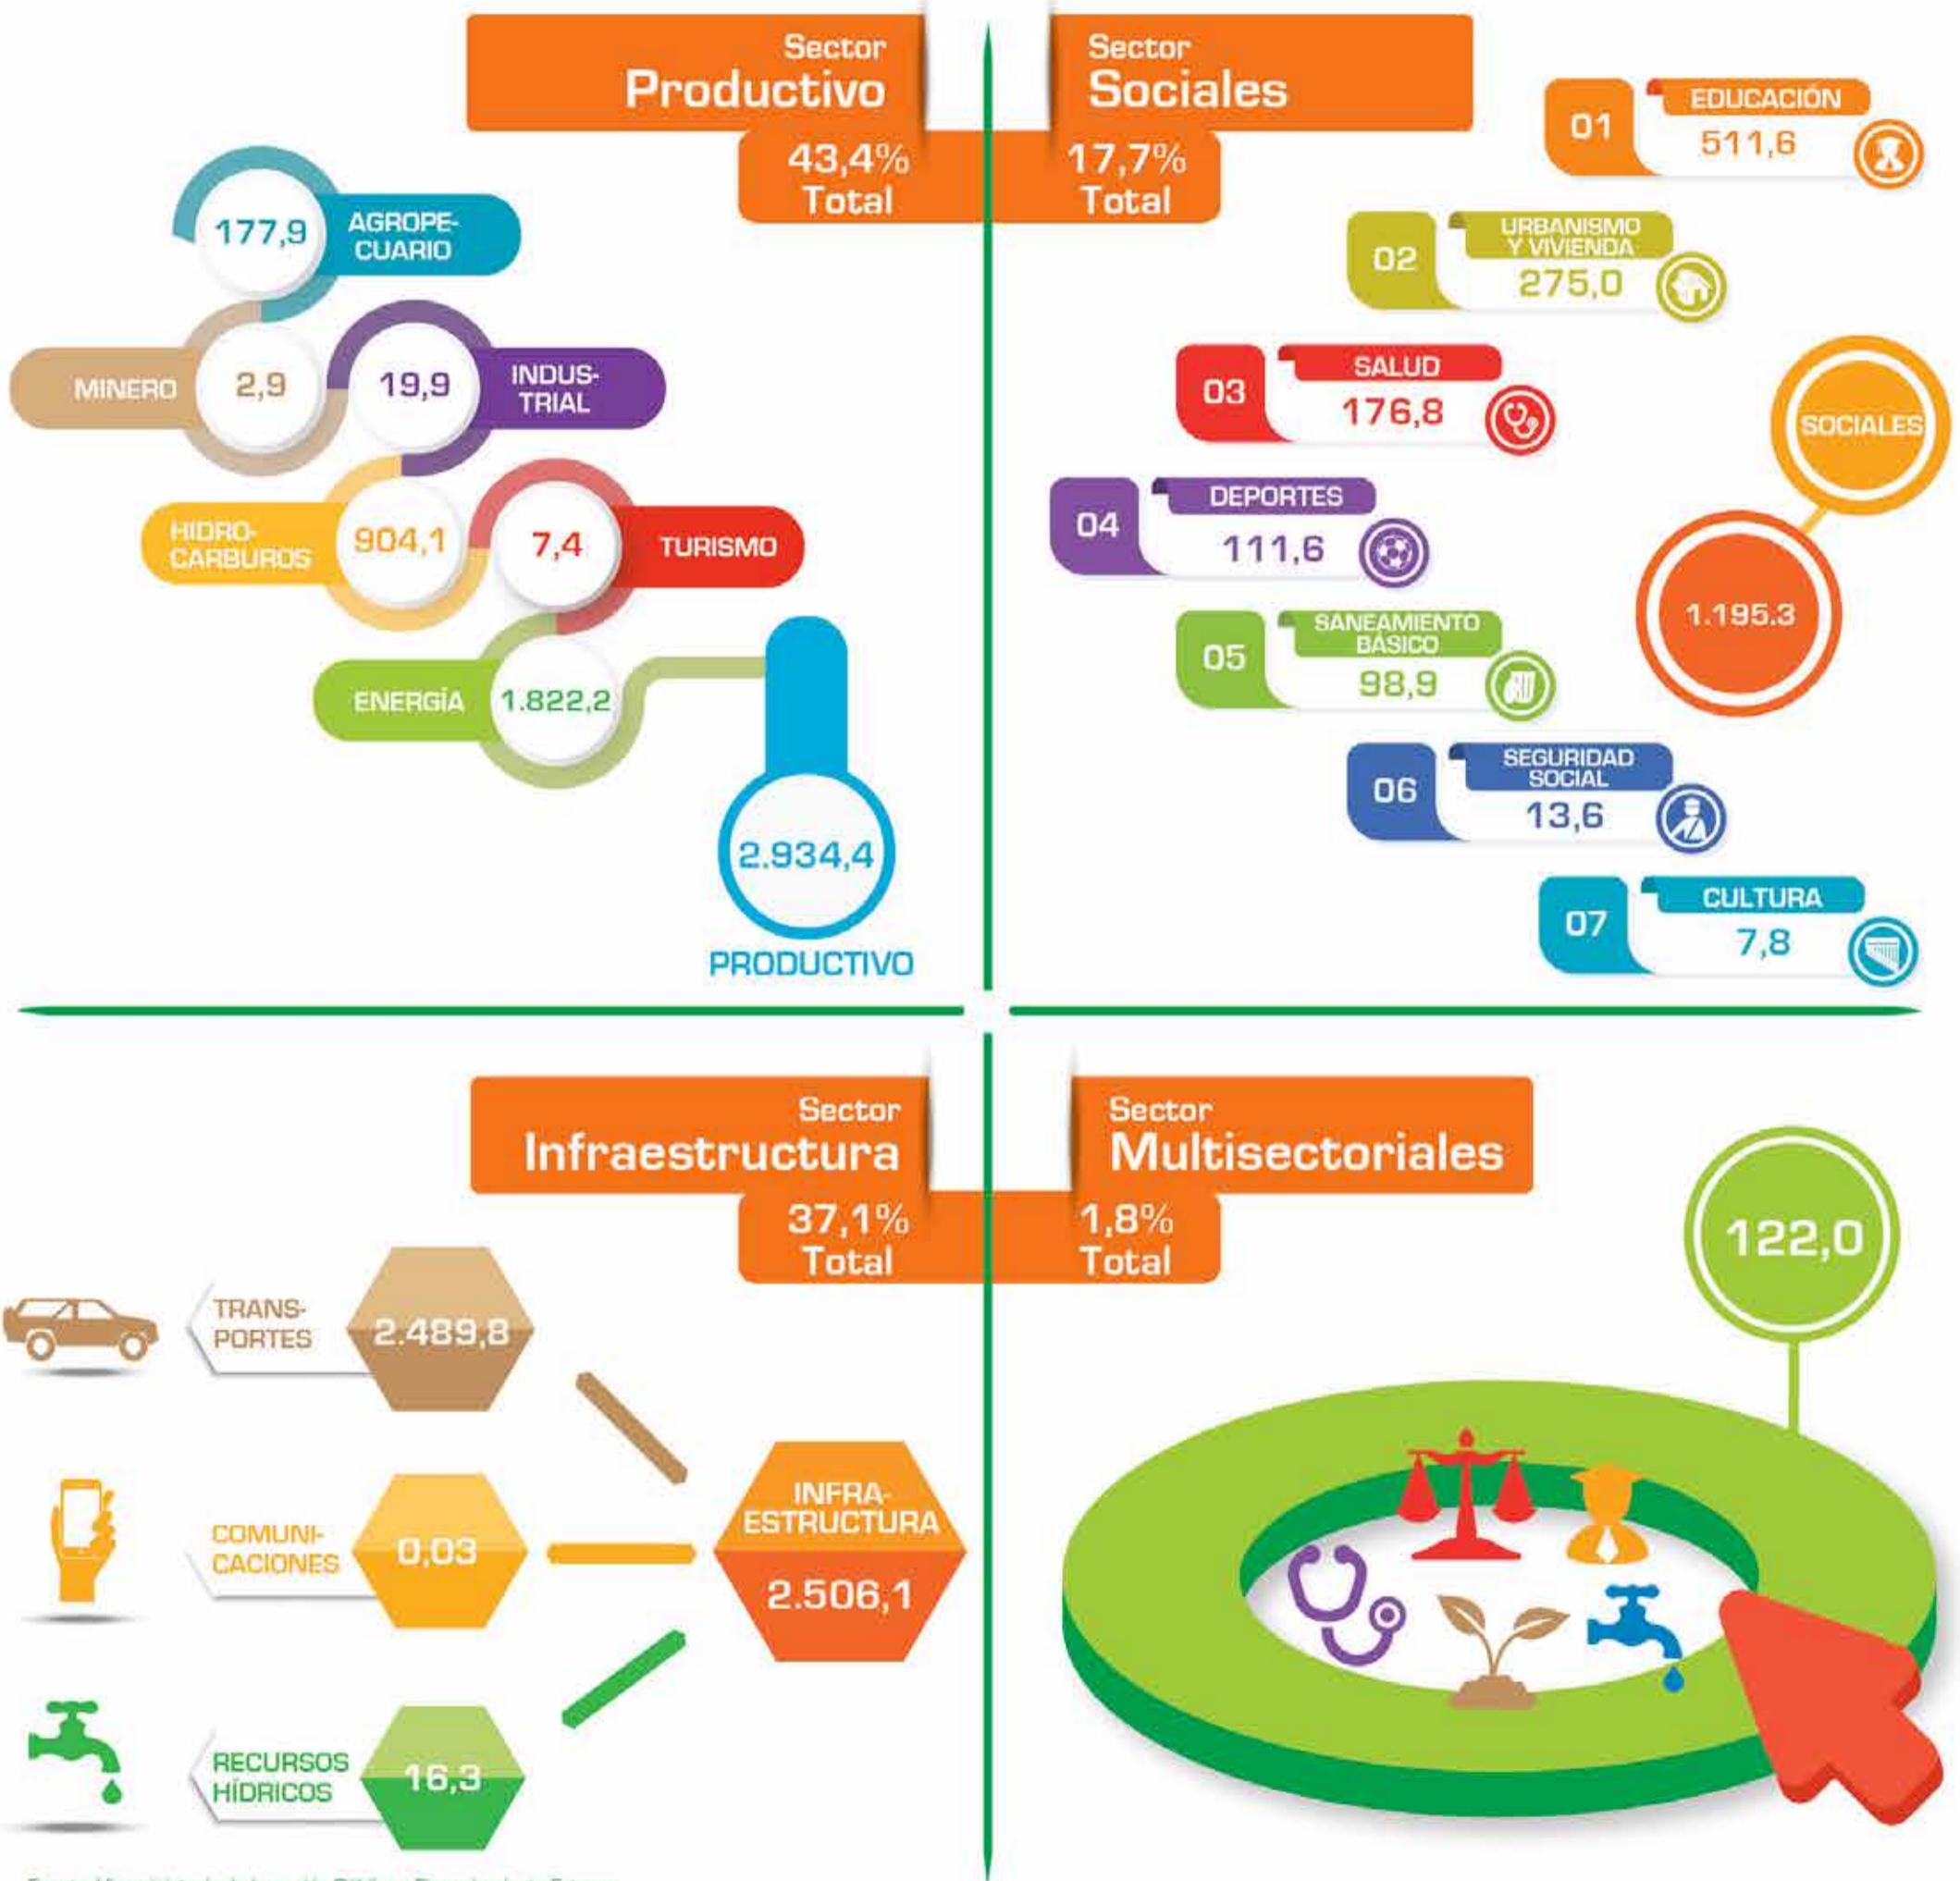 Sector
Productivo
43,4%
Total
177,9
AGROPE-
CUARIO
MINERO
2,9
19,9
INDUS-
TRIAL
HIDRO-
CARBUROS
904,1
7,4
TURISMO
ENERGÍA
1.822,2
2.934,4
PRODUCTIVO
Sector
Sociales
17,7%
Total
01
EDUCACIÓN
511,6
02
URBANISMO
Y VIVIENDA
275,0
03
SALUD
176,8
04
DEPORTES
111,6
05
SANEAMIENTO
BÁSICO
98,9
06
SEGURIDAD
SOCIAL
13,6
07
CULTURA
7,8
SOCIALES
1.195.3
Sector
Infraestructura
37,1%
Total
TRANS-
PORTES
2.489,8
COMUNI-
CACIONES
0,03
RECURSOS
HÍDRICOS
16,3
INFRA-
ESTRUCTURA
2.506,1
Sector
Multisectoriales
1,8%
Total
122,0